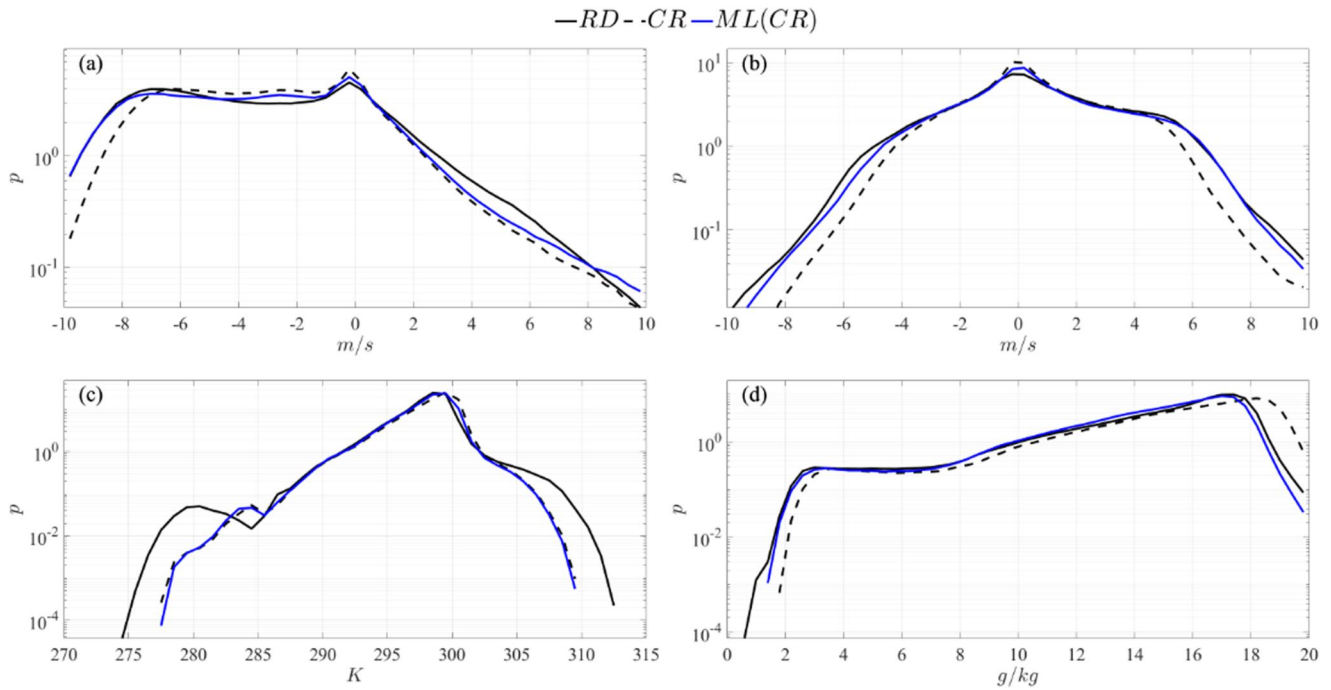 RD CR ML(CR)
(a) (b)
10^0 10^-1
p
-10 -8 -6 -4 -2 0 2 4 6 8 10
m/s
10^1 10^0 10^-1
p
-10 -8 -6 -4 -2 0 2 4 6 8 10
m/s
(c) (d)
10^0 10^-2 10^-4
p
270 275 280 285 290 295 300 305 310 315
K
10^0 10^-2 10^-4
p
0 2 4 6 8 10 12 14 16 18 20
g/kg